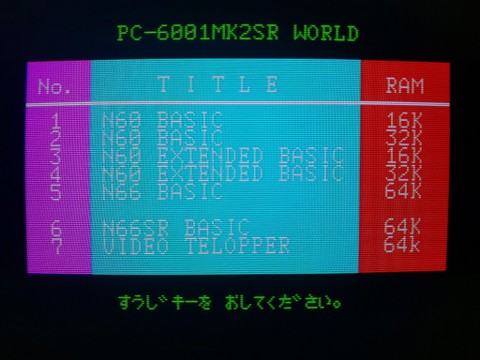 PC-6001MK2SR WORLD
No. TITLE RAM
1 N60 BASIC 16K
2 N60 BASIC 32K
3 N60 EXTENDED BASIC 16K
4 N60 EXTENDED BASIC 32K
5 N66 BASIC 64K
6 N66SR BASIC 64K
7 VIDEO TELOPPER 64k
すうじキーを おしてください。